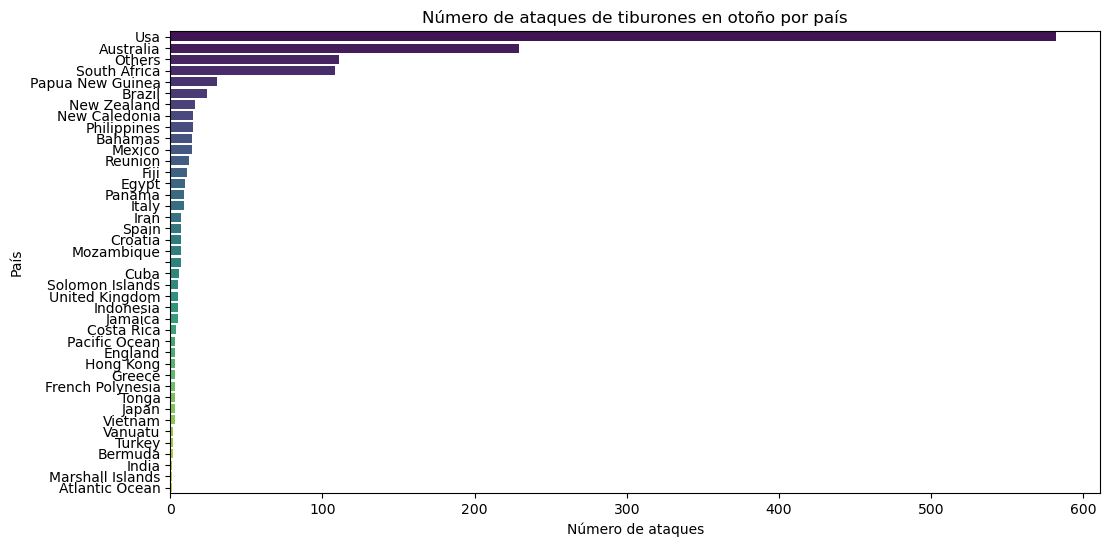 Número de ataques de tiburones en otoño por país
Usa
Australia
Others
South Africa
Papua New Guinea
Brazil
New Zealand
New Caledonia
Philippines
Bahamas
Mexico
Reunion
Fiji
Egypt
Panama
Italy
Iran
Spain
Croatia
Mozambique
Cuba
Solomon Islands
United Kingdom
Indonesia
Jamaica
Costa Rica
Pacific Ocean
England
Hong Kong
Greece
French Polynesia
Tonga
Japan
Vietnam
Vanuatu
Turkey
Bermuda
India
Marshall Islands
Atlantic Ocean
País
0 100 200 300 400 500 600
Número de ataques